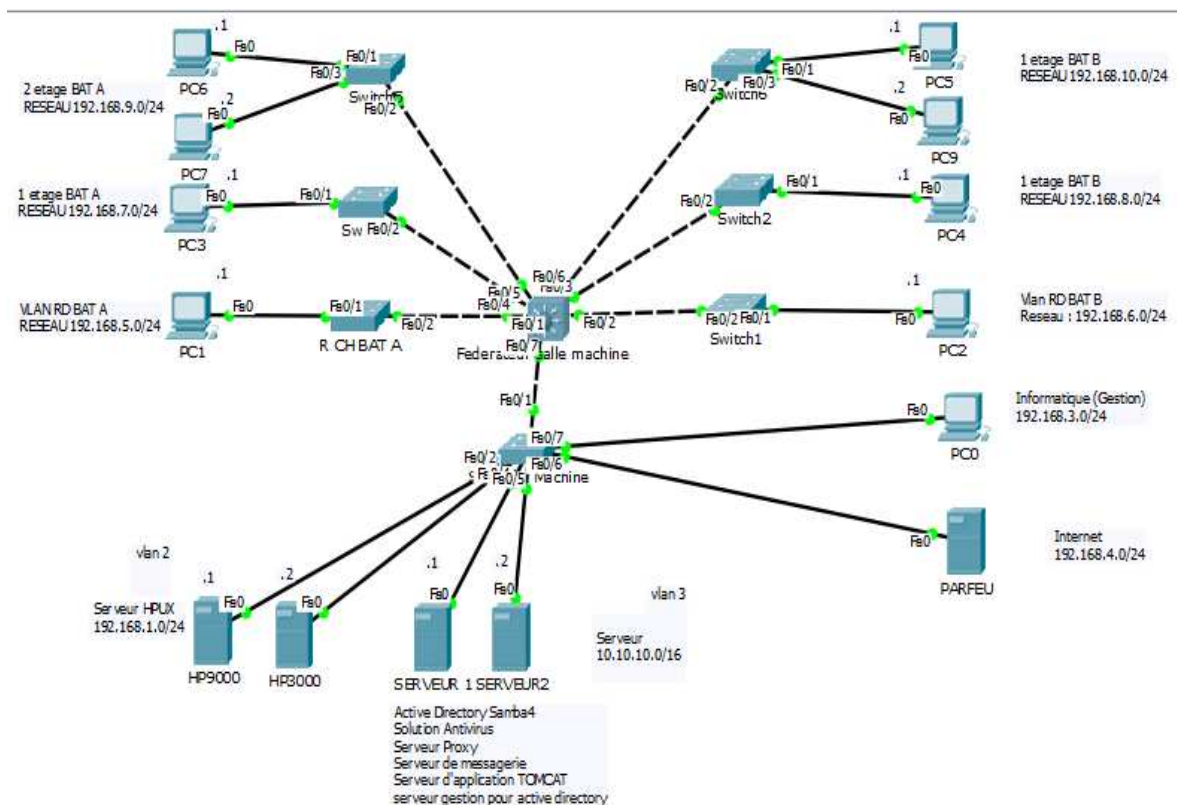 .1
Fa0
Fa0/1
Fa0/3
PC6
2 etage BAT A
RESEAU 192.168.9.0/24
.2
Fa0
Fa0/2
PC7
1 etage BAT A
RESEAU 192.168.7.0/24
.1
Fa0
Fa0/1
Fa0/2
PC3
VLAN RD BAT A
RESEAU 192.168.5.0/24
.1
Fa0
Fa0/1
Fa0/2
PC1
R CH BAT A
.1
Fa0
Fa0/1
Fa0/2
Fa0/3
Switch6
PC5
1 etage BAT B
RESEAU 192.168.10.0/24
.2
Fa0
PC9
.1
Fa0
Fa0/1
Fa0/2
Switch2
PC4
1 etage BAT B
RESEAU 192.168.8.0/24
Fa0/6
Fa0/3
Fa0/5
Fa0/4
Fa0/1
Fa0/2
Fa0/7
Federateur salle machine
.1
Fa0
Fa0/2
Fa0/1
Switch1
PC2
Vlan RD BAT B
Reseau : 192.168.6.0/24
Fa0/1
Fa0/7
Fa0/2
Fa0/6
Fa0/5
Machine
Fa0
PC0
Informatique (Gestion)
192.168.3.0/24
Fa0
PARFEU
Internet
192.168.4.0/24
vlan 2
.1
.2
Fa0
Fa0
Serveur HPUX
192.168.1.0/24
HP9000
HP3000
.1
.2
Fa0
Fa0
vlan 3
Serveur
10.10.10.0/16
SERVEUR 1
SERVEUR2
Active Directory Samba4
Solution Antivirus
Serveur Proxy
Serveur de messagerie
Serveur d'application TOMCAT
serveur gestion pour active directory